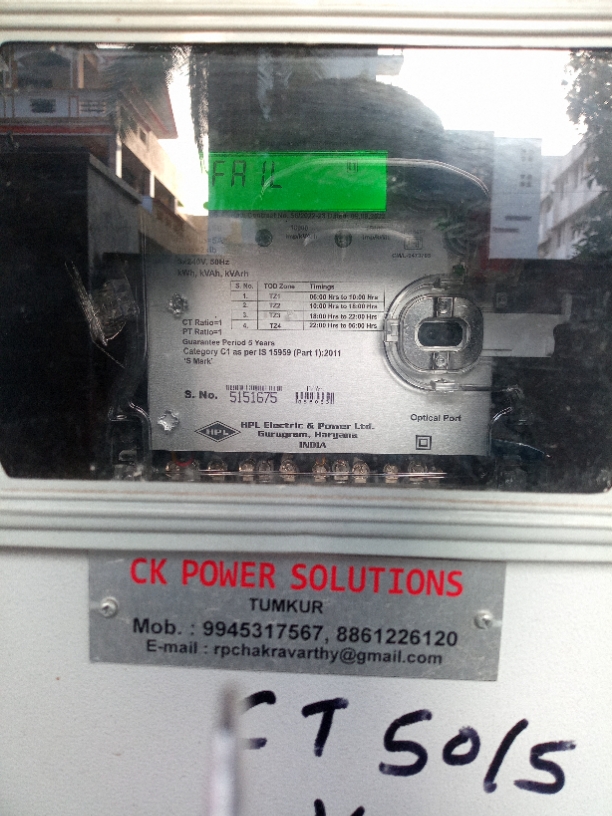 FAIL
kWh, kVAh, kVArh
S. No. TOD Zone Timings
1. TZ1 06:00 Hrs to 10:00 Hrs
2. TZ2 10:00 Hrs to 18:00 Hrs
3. TZ3 18:00 Hrs to 22:00 Hrs
4. TZ4 22:00 Hrs to 06:00 Hrs
CT Ratio=1
PT Ratio=1
Guarantee Period 5 Years
Category C1 as per IS 15959 (Part 1):2011
'S Mark'
S. No. 5151675
Optical Port
HPL HPL Electric & Power Ltd.
Gurugram, Haryana
INDIA
CK POWER SOLUTIONS
TUMKUR
Mob. : 9945317567, 8861226120
E-mail : rpchakravarthy@gmail.com
CT 50/5